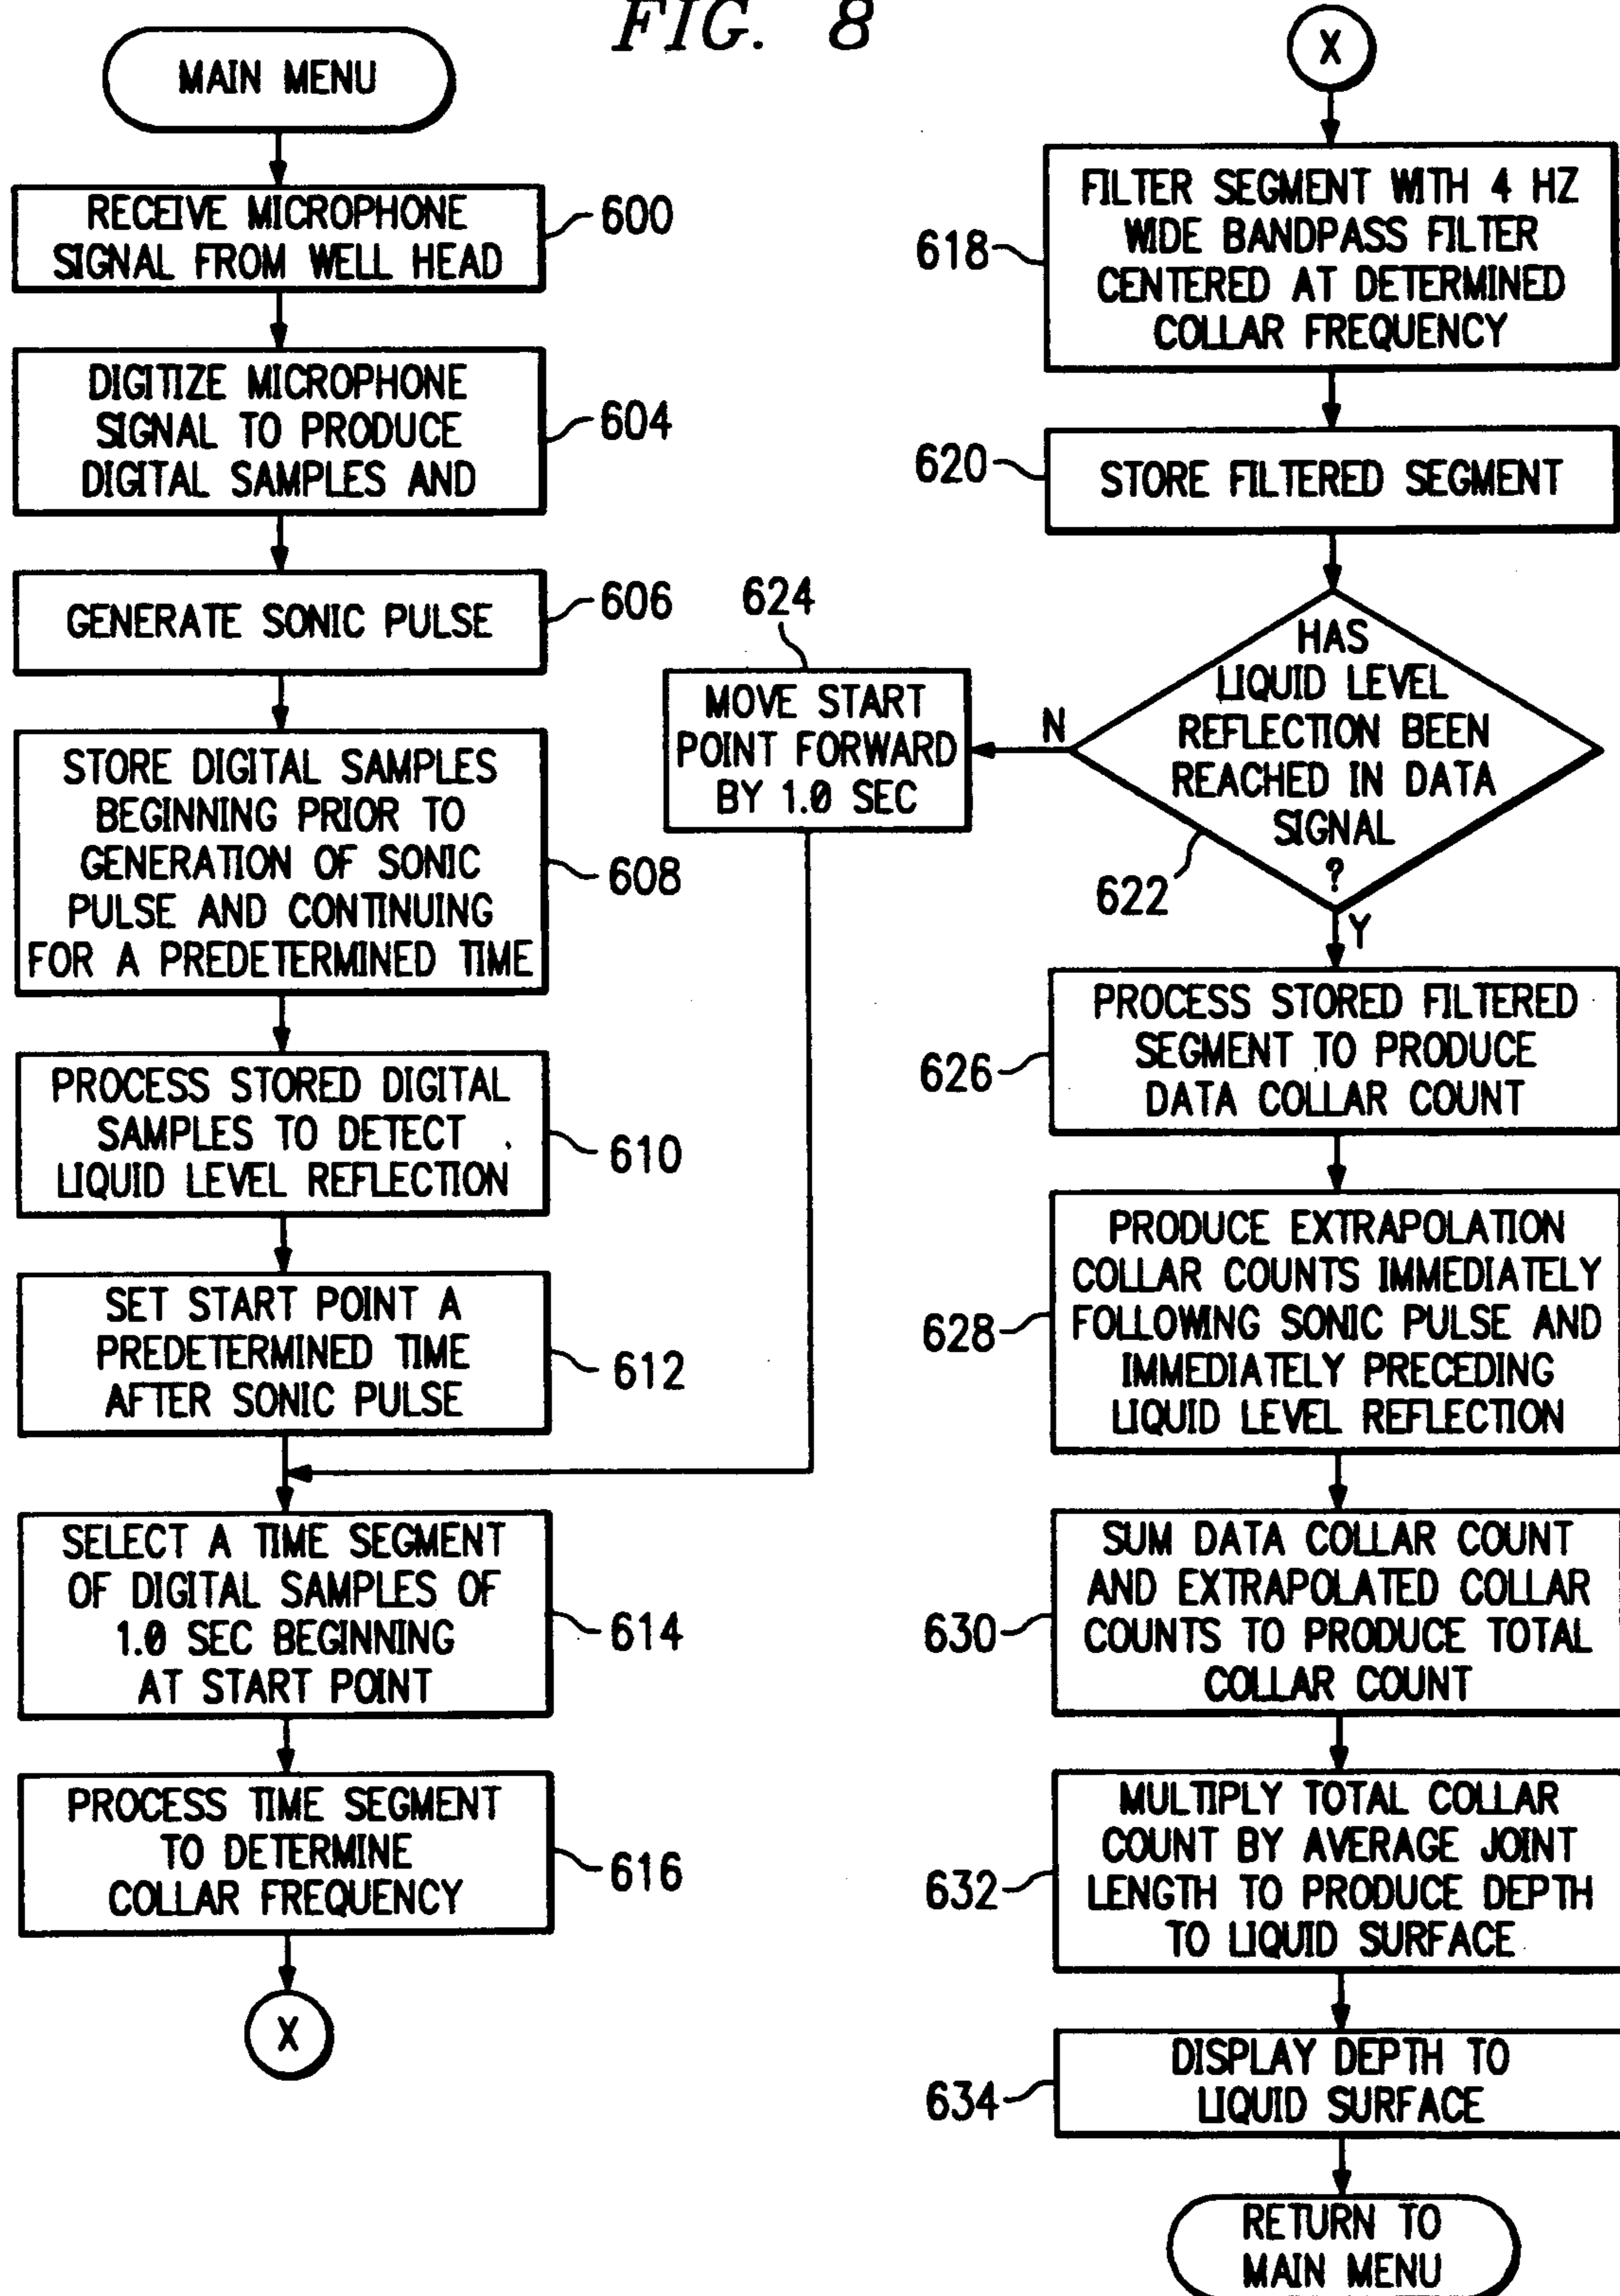 FIG. 8
MAIN MENU
RECEIVE MICROPHONE
SIGNAL FROM WELL HEAD
600
DIGITIZE MICROPHONE
SIGNAL TO PRODUCE
DIGITAL SAMPLES AND
604
GENERATE SONIC PULSE
606
STORE DIGITAL SAMPLES
BEGINNING PRIOR TO
GENERATION OF SONIC
PULSE AND CONTINUING
FOR A PREDETERMINED TIME
608
PROCESS STORED DIGITAL
SAMPLES TO DETECT
LIQUID LEVEL REFLECTION
610
SET START POINT A
PREDETERMINED TIME
AFTER SONIC PULSE
612
SELECT A TIME SEGMENT
OF DIGITAL SAMPLES OF
1.0 SEC BEGINNING
AT START POINT
614
PROCESS TIME SEGMENT
TO DETERMINE
COLLAR FREQUENCY
616
X
X
FILTER SEGMENT WITH 4 HZ
WIDE BANDPASS FILTER
CENTERED AT DETERMINED
COLLAR FREQUENCY
618
STORE FILTERED SEGMENT
620
HAS
LIQUID LEVEL
REFLECTION BEEN
REACHED IN DATA
SIGNAL
?
622
N
Y
624
MOVE START
POINT FORWARD
BY 1.0 SEC
PROCESS STORED FILTERED
SEGMENT TO PRODUCE
DATA COLLAR COUNT
626
PRODUCE EXTRAPOLATION
COLLAR COUNTS IMMEDIATELY
FOLLOWING SONIC PULSE AND
IMMEDIATELY PRECEDING
LIQUID LEVEL REFLECTION
628
SUM DATA COLLAR COUNT
AND EXTRAPOLATED COLLAR
COUNTS TO PRODUCE TOTAL
COLLAR COUNT
630
MULTIPLY TOTAL COLLAR
COUNT BY AVERAGE JOINT
LENGTH TO PRODUCE DEPTH
TO LIQUID SURFACE
632
DISPLAY DEPTH TO
LIQUID SURFACE
634
RETURN TO
MAIN MENU